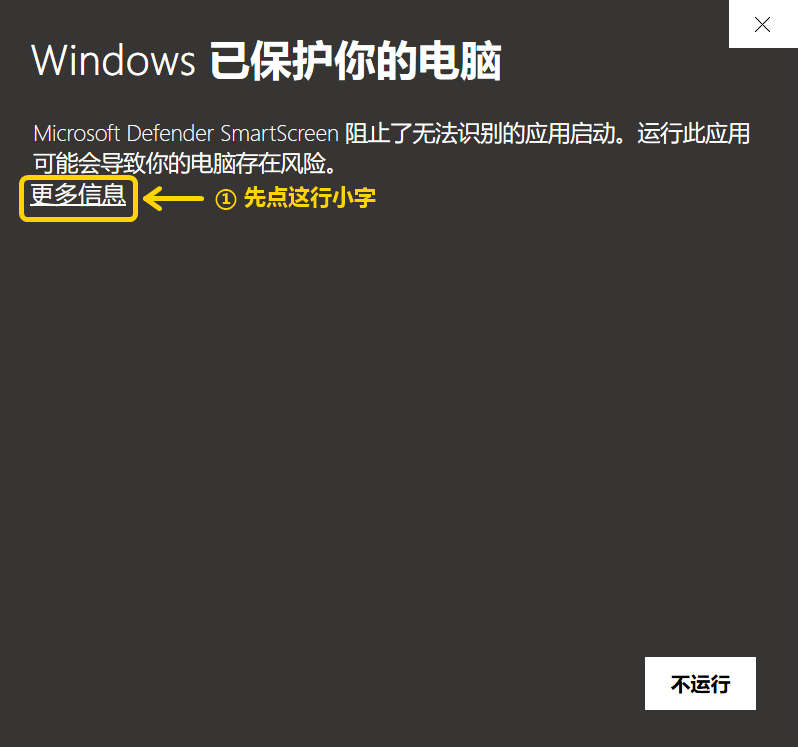 Windows 已保护你的电脑
Microsoft Defender SmartScreen 阻止了无法识别的应用启动。运行此应用
可能会导致你的电脑存在风险。
更多信息
① 先点这行小字
不运行